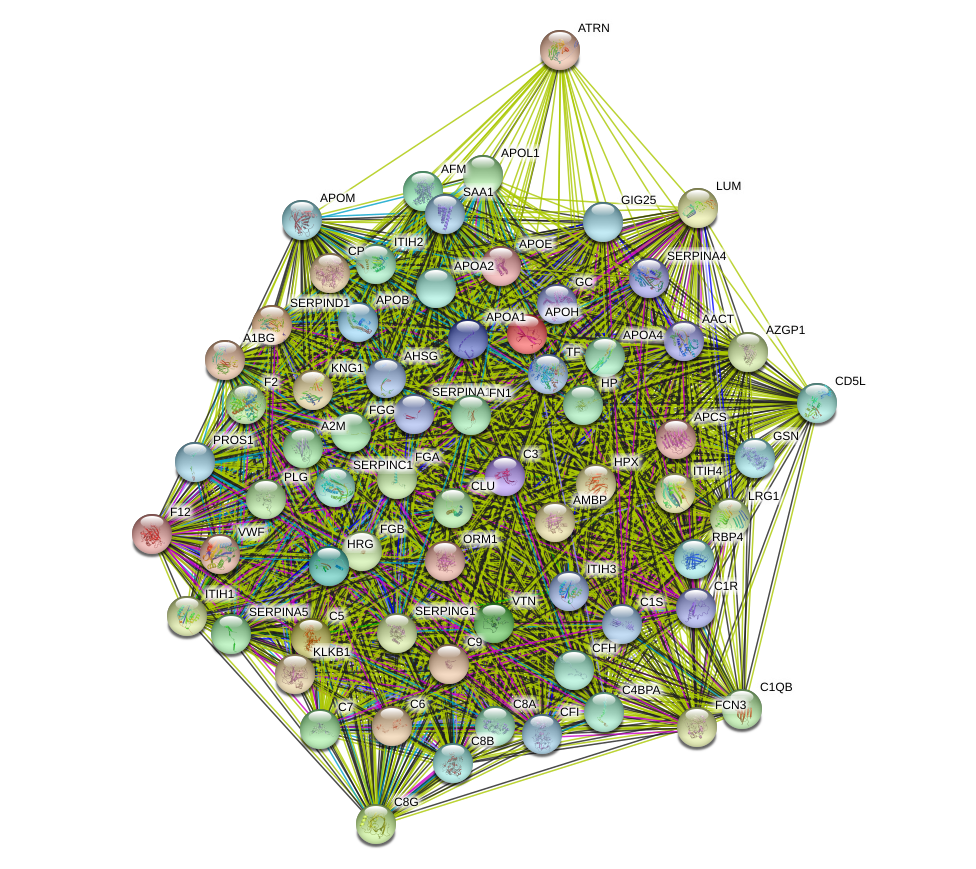 ATRN
APOL1
AFM
LUM
SAA1
APOM
GIG25
ITIH2
APOE
CP
SERPINA4
APOA2
GC
APOB
SERPIND1
APOH
APOA1
AACT
AZGP1
A1BG
APOA4
TF
AHSG
KNG1
F2
CD5L
HP
SERPINA1
FN1
FGG
APCS
A2M
GSN
PROS1
C3
FGA
HPX
SERPINC1
ITIH4
PLG
CLU
LRG1
AMBP
F12
FGB
VWF
RBP4
ORM1
HRG
ITIH3
C1R
ITIH1
VTN
C1S
SERPINA5
SERPING1
C5
C9
CFH
KLKB1
C1QB
C4BPA
C7
C6
C8A
FCN3
CFI
C8B
C8G